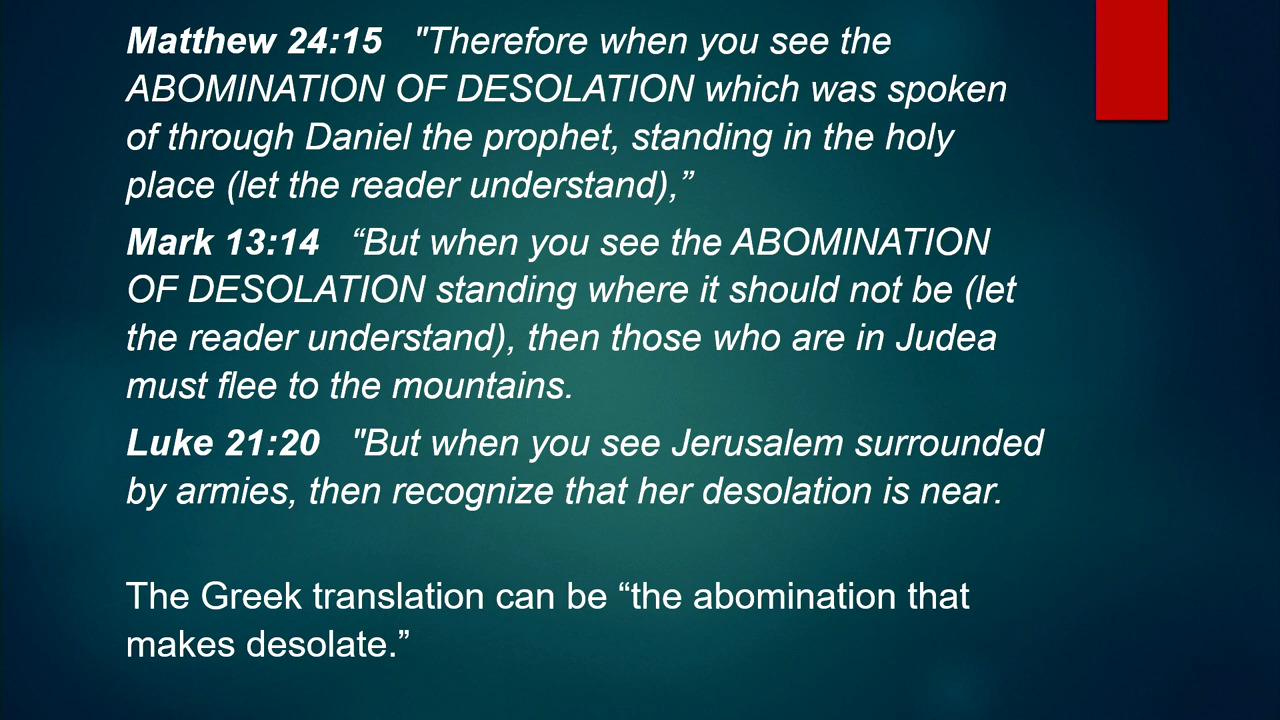 Matthew 24:15   "Therefore when you see the
ABOMINATION OF DESOLATION which was spoken
of through Daniel the prophet, standing in the holy
place (let the reader understand),”
Mark 13:14   “But when you see the ABOMINATION
OF DESOLATION standing where it should not be (let
the reader understand), then those who are in Judea
must flee to the mountains.
Luke 21:20   "But when you see Jerusalem surrounded
by armies, then recognize that her desolation is near.
The Greek translation can be “the abomination that
makes desolate.”